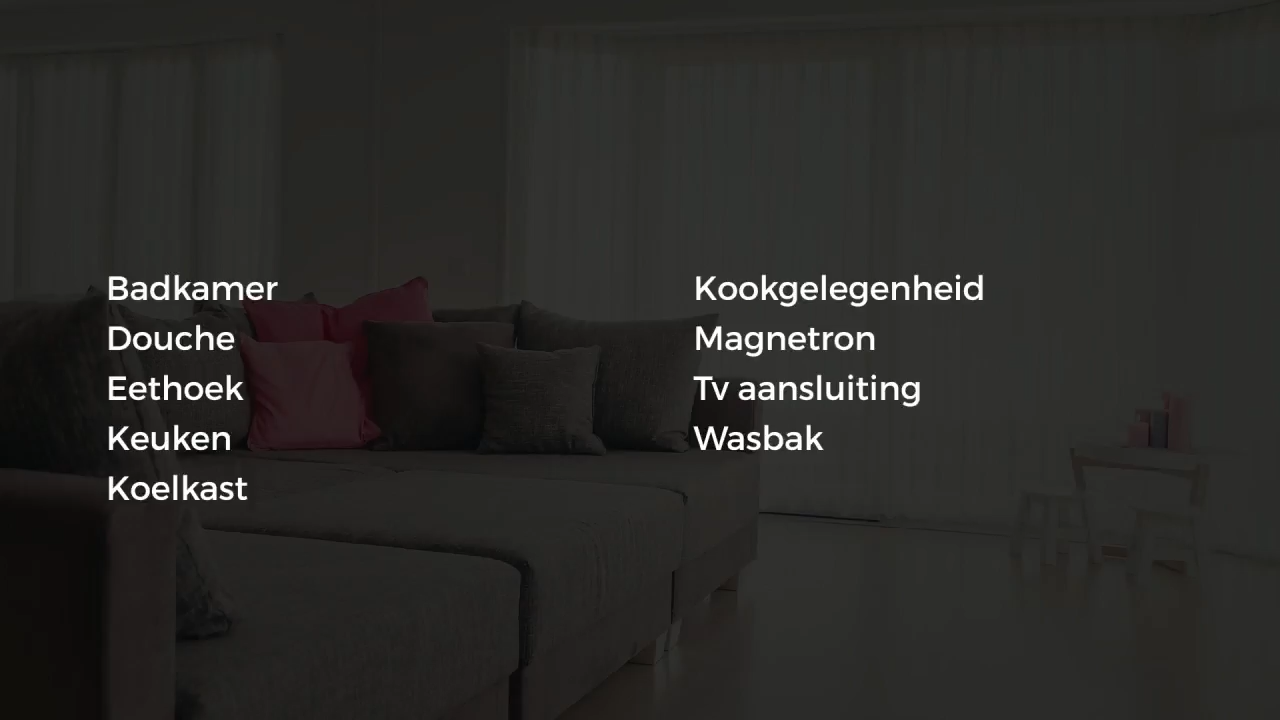 Badkamer
Douche
Eethoek
Keuken
Koelkast
Kookgelegenheid
Magnetron
Tv aansluiting
Wasbak